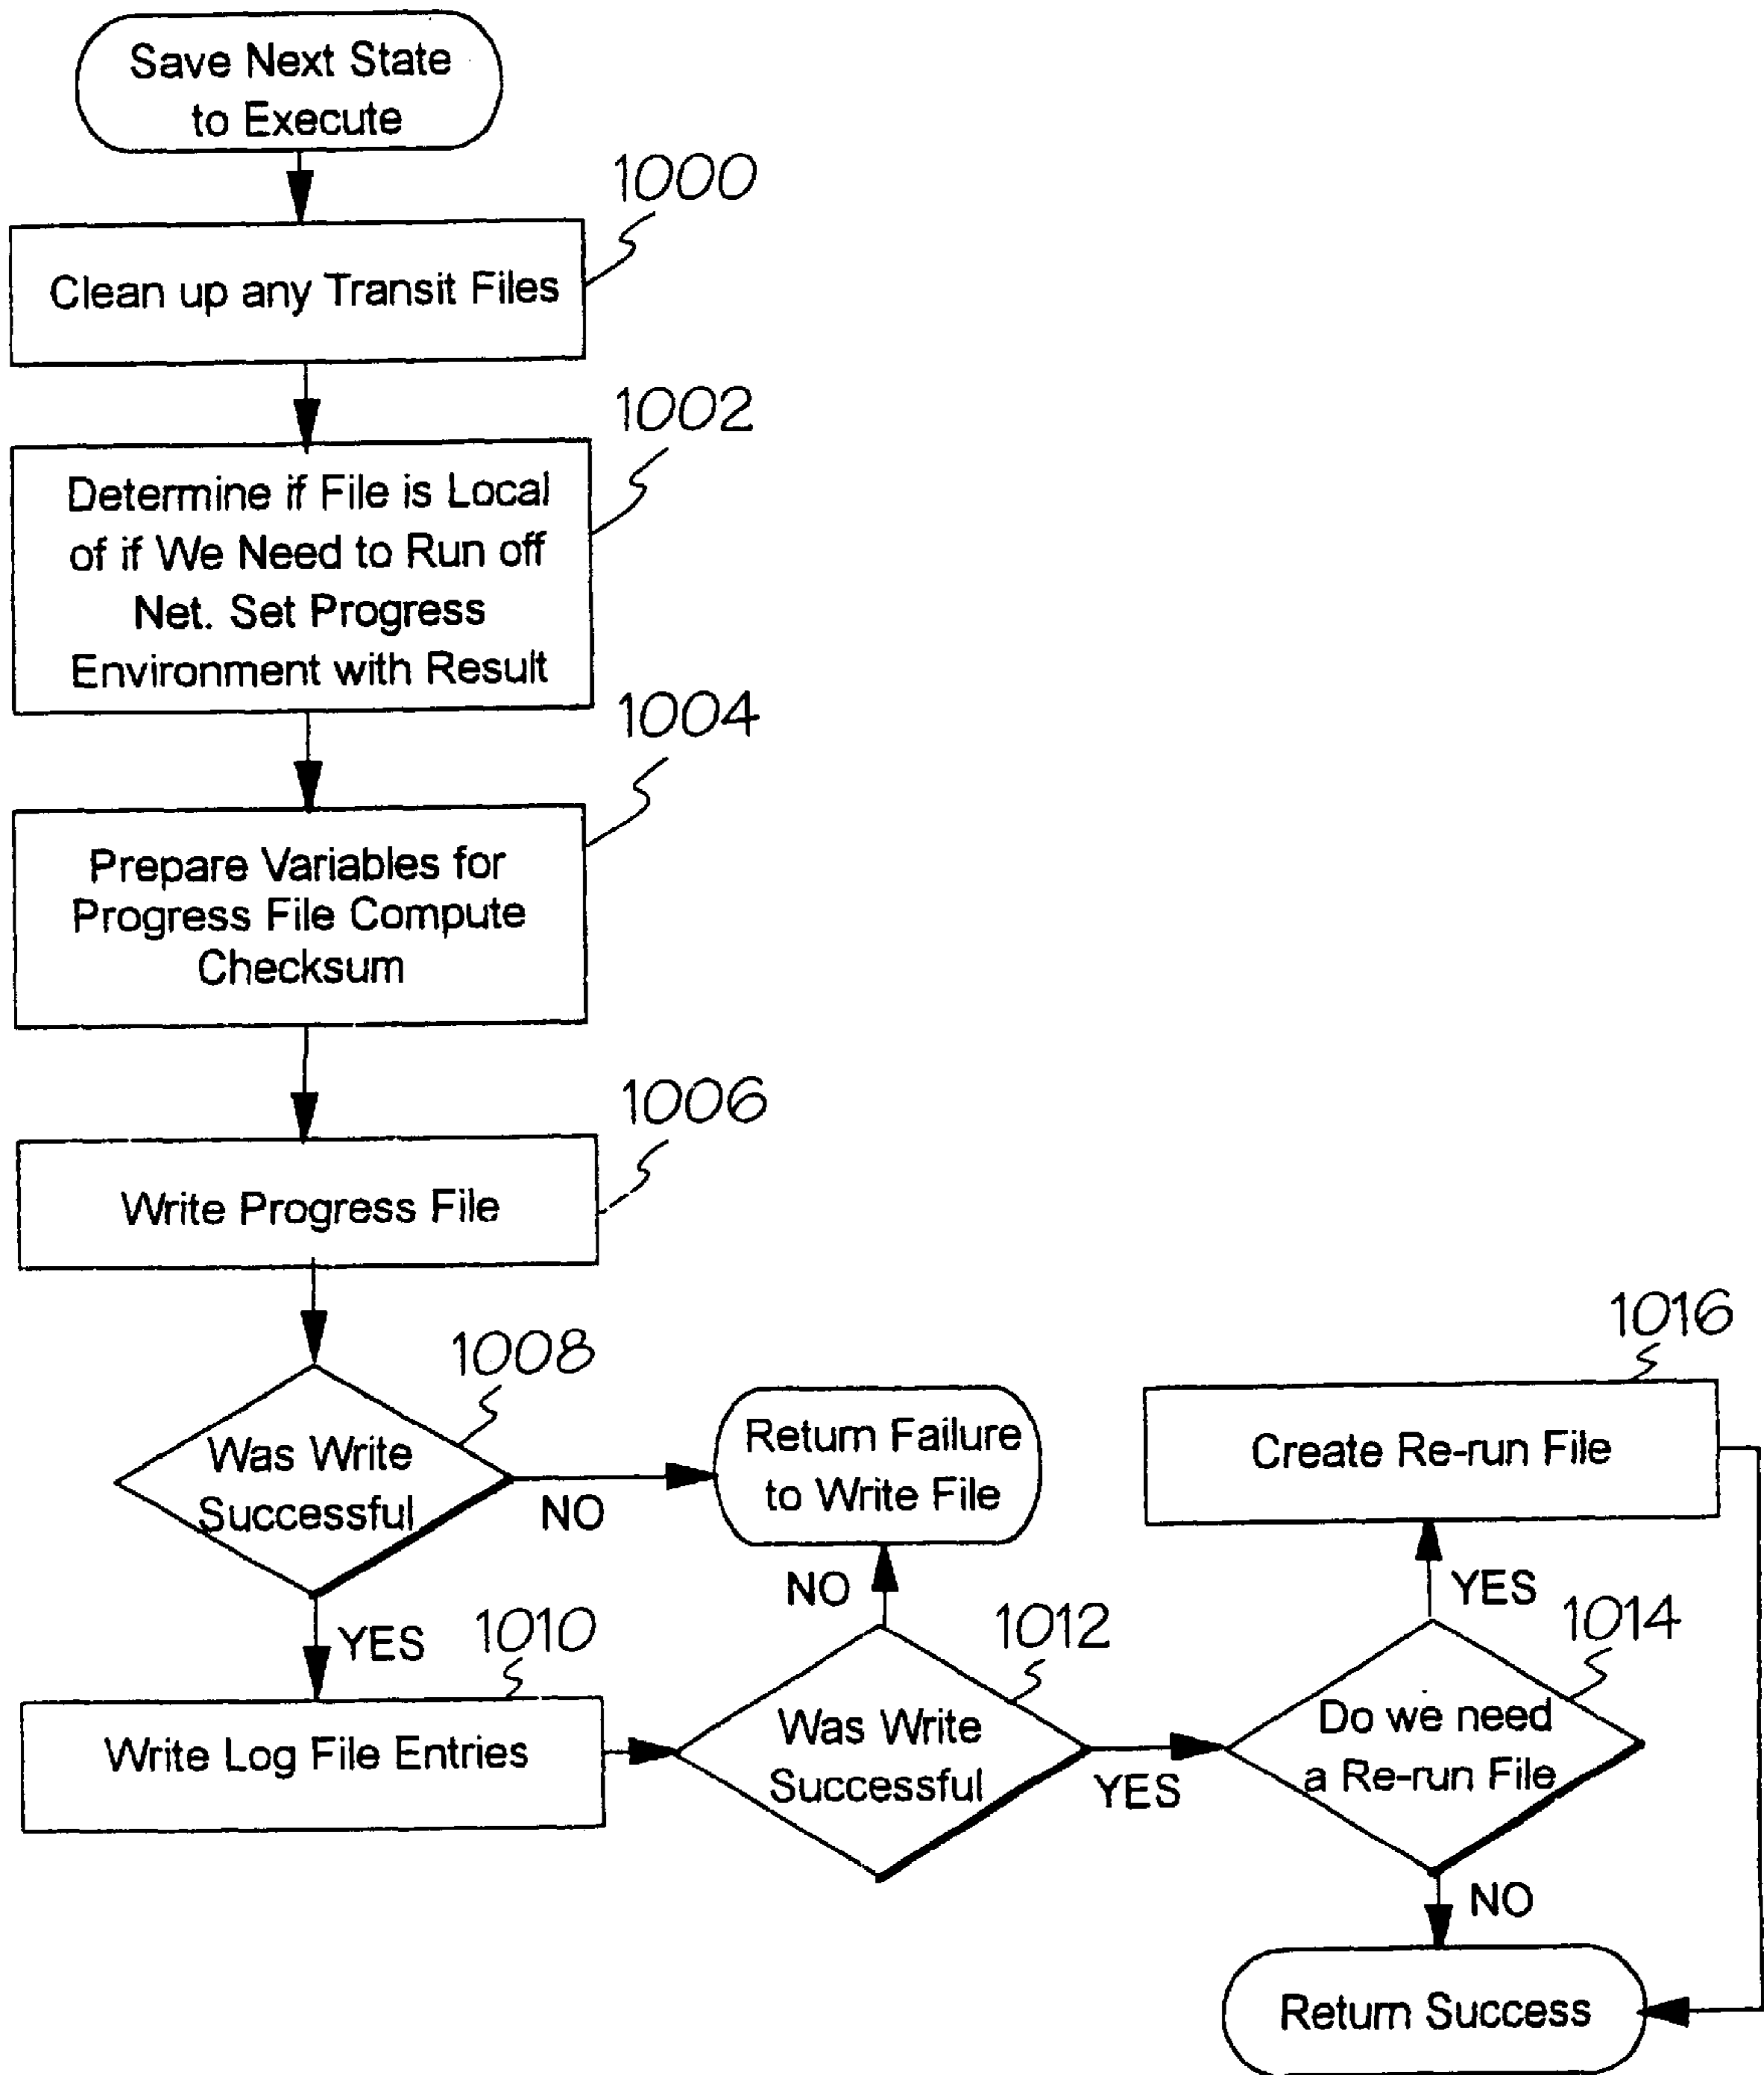 Save Next State
to Execute
1000
Clean up any Transit Files
1002
Determine if File is Local
of if We Need to Run off
Net. Set Progress
Environment with Result
1004
Prepare Variables for
Progress File Compute
Checksum
1006
Write Progress File
1008
Was Write
Successful
NO
Return Failure
to Write File
1016
Create Re-run File
YES
1010
Write Log File Entries
NO
1012
Was Write
Successful
YES
YES
1014
Do we need
a Re-run File
NO
Return Success